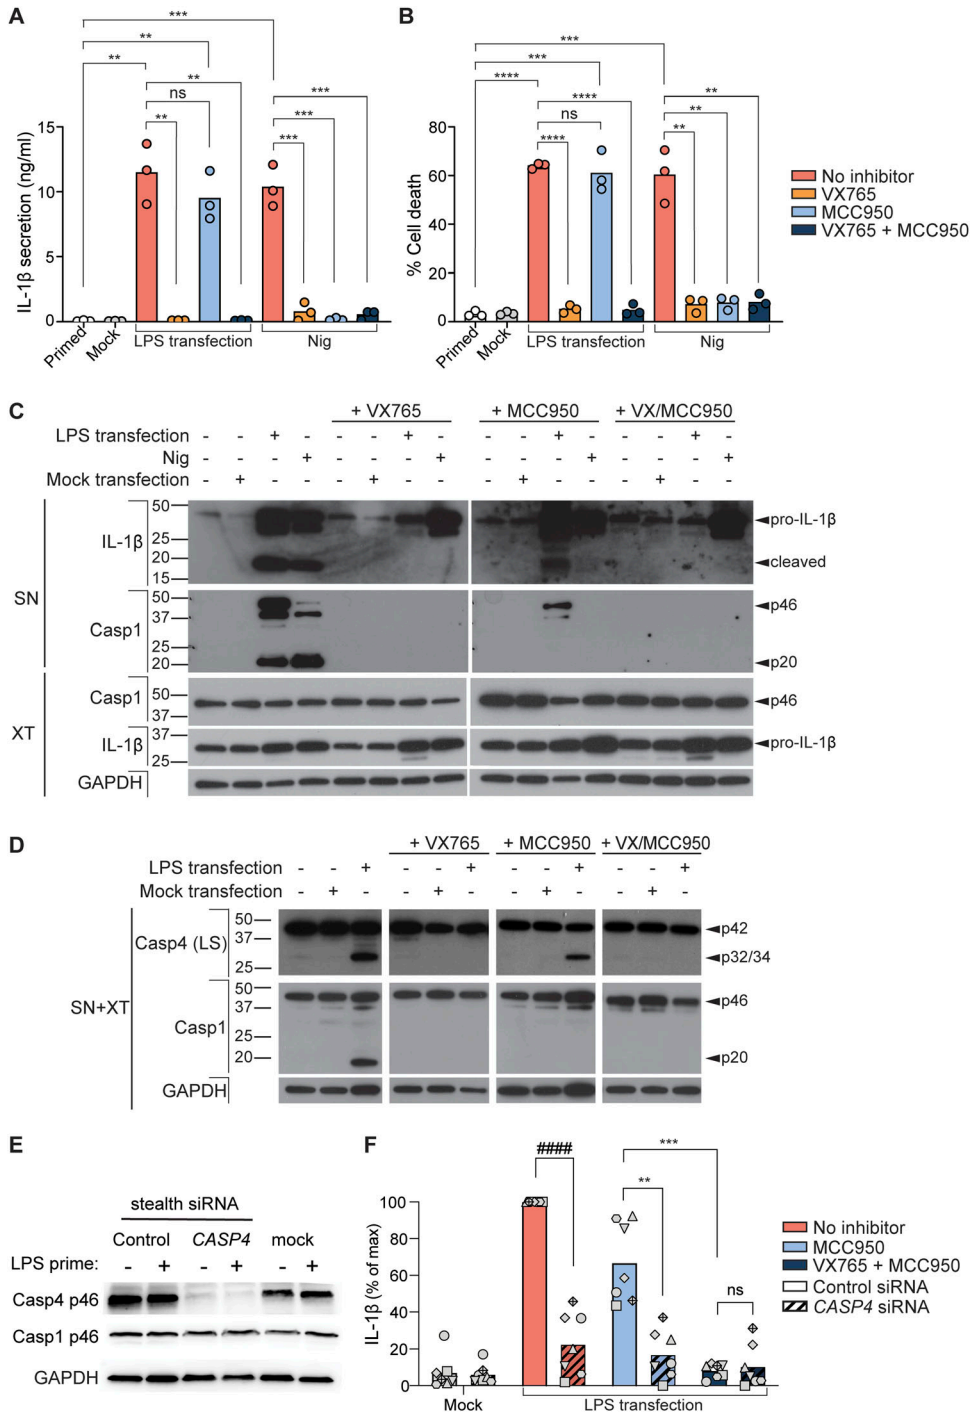 A
***
**
**
**
ns
**
***
***
***
IL-1β secretion (ng/ml)
15
10
5
0
Primed
Mock
LPS transfection
Nig
B
***
***
****
****
ns
****
**
**
**
% Cell death
80
60
40
20
0
Primed
Mock
LPS transfection
Nig
No inhibitor
VX765
MCC950
VX765 + MCC950
C
+ VX765 + MCC950 + VX/MCC950
LPS transfection - - + - - - + - - - + - - - + -
Nig - - - + - - - + - - - + - - - +
Mock transfection - + - - - + - - - + - - - + - -
SN
IL-1β
50
25
20
15
pro-IL-1β
cleaved
Casp1
50
37
25
20
p46
p20
XT
Casp1
50
37
p46
IL-1β
37
25
pro-IL-1β
GAPDH
D
+ VX765 + MCC950 + VX/MCC950
LPS transfection - - + - - + - - + - - +
Mock transfection - + - - + - - + - - + -
SN+XT
Casp4 (LS)
50
37
25
p42
p32/34
Casp1
50
37
25
20
p46
p20
GAPDH
E
stealth siRNA
Control CASP4 mock
LPS prime: - + - + - +
Casp4 p46
Casp1 p46
GAPDH
F
***
####
**
ns
IL-1β (% of max)
100
80
60
40
20
0
Mock
LPS transfection
No inhibitor
MCC950
VX765 + MCC950
Control siRNA
CASP4 siRNA